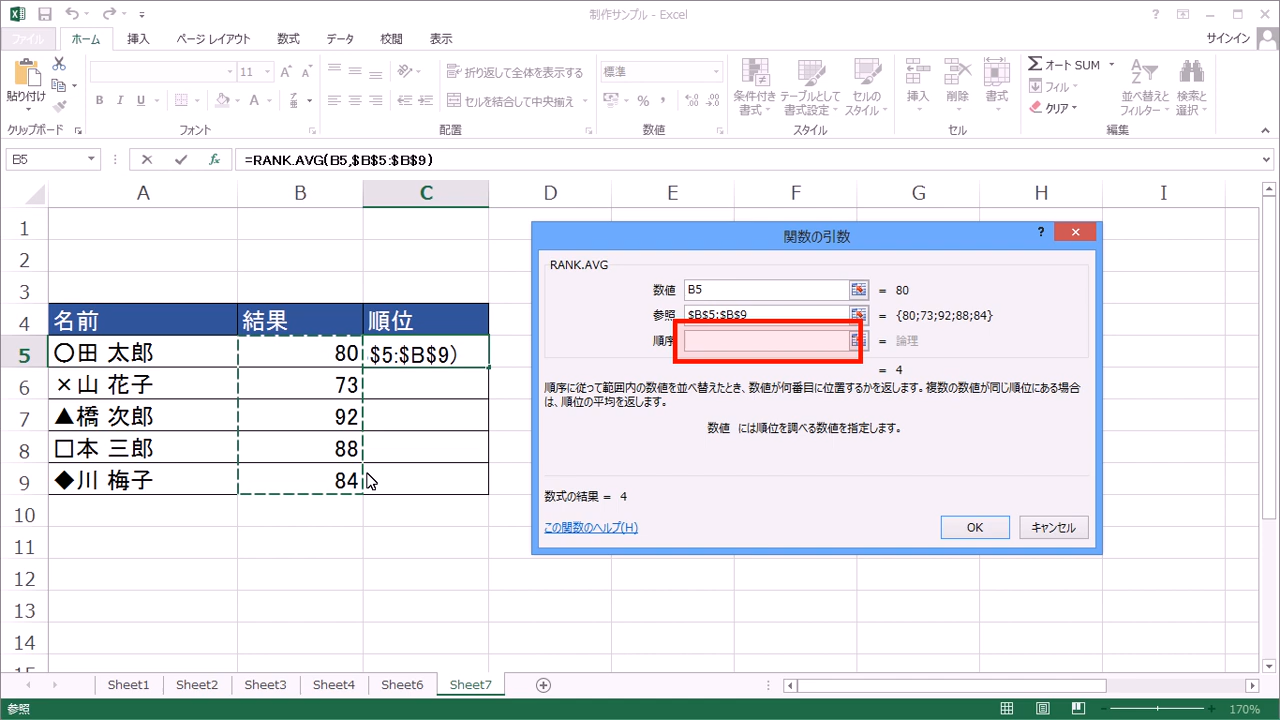 制作サンプル - Excel
ファイル ホーム 挿入 ページ レイアウト 数式 データ 校閲 表示 サインイン
11 折り返して全体を表示する 標準 オート SUM
貼り付け B I U A セルを結合して中央揃え % 条件付き書式 テーブルとして書式設定 セルのスタイル 挿入 削除 書式 フィル クリア 並べ替えとフィルター 検索と選択
クリップボード フォント 配置 数値 スタイル セル 編集
B5 fx =RANK.AVG(B5,$B$5:$B$9)
A B C D E F G H I
1
2
3
4 名前 結果 順位
5 〇田 太郎 80 $5:$B$9)
6 ×山 花子 73
7 ▲橋 次郎 92
8 □本 三郎 88
9 ◆川 梅子 84
10
11
12
13
14
15
関数の引数
RANK.AVG
数値 B5 = 80
参照 $B$5:$B$9 = {80;73;92;88;84}
順序 = 論理
= 4
順序に従って範囲内の数値を並べ替えたとき、数値が何番目に位置するかを返します。複数の数値が同じ順位にある場合
は、順位の平均を返します。
数値 には順位を調べる数値を指定します。
数式の結果 = 4
この関数のヘルプ(H) OK キャンセル
Sheet1 Sheet2 Sheet3 Sheet4 Sheet6 Sheet7
参照 170%